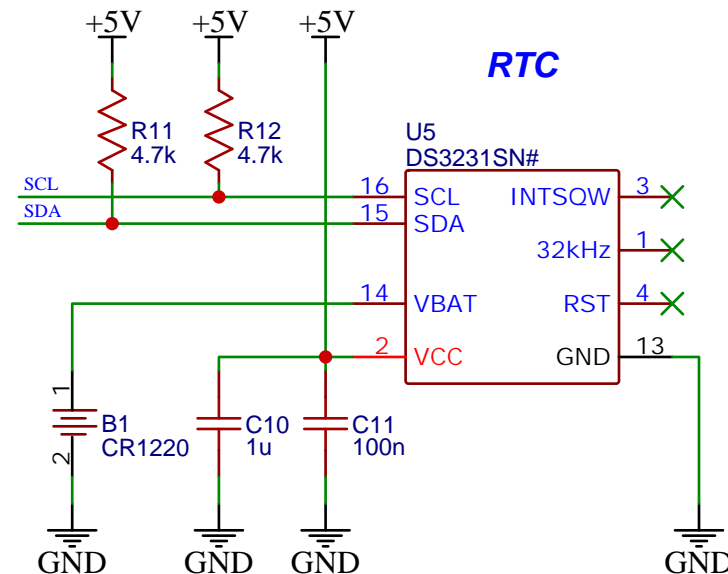 +5V +5V +5V
RTC
R11
4.7k
R12
4.7k
U5
DS3231SN#
SCL
SDA
16 SCL
15 SDA
14 VBAT
2 VCC
INTSQW 3
32kHz 1
RST 4
GND 13
1
2
B1
CR1220
C10
1u
C11
100n
GND GND GND GND